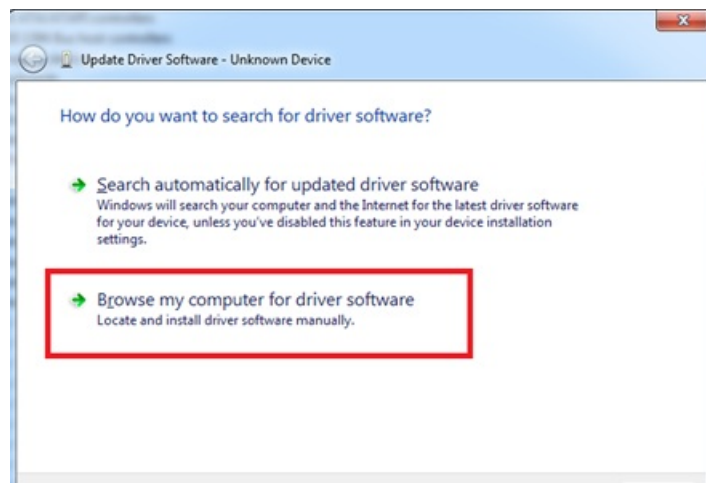 Update Driver Software - Unknown Device
How do you want to search for driver software?
Search automatically for updated driver software
Windows will search your computer and the Internet for the latest driver software
for your device, unless you've disabled this feature in your device installation
settings.
Browse my computer for driver software
Locate and install driver software manually.